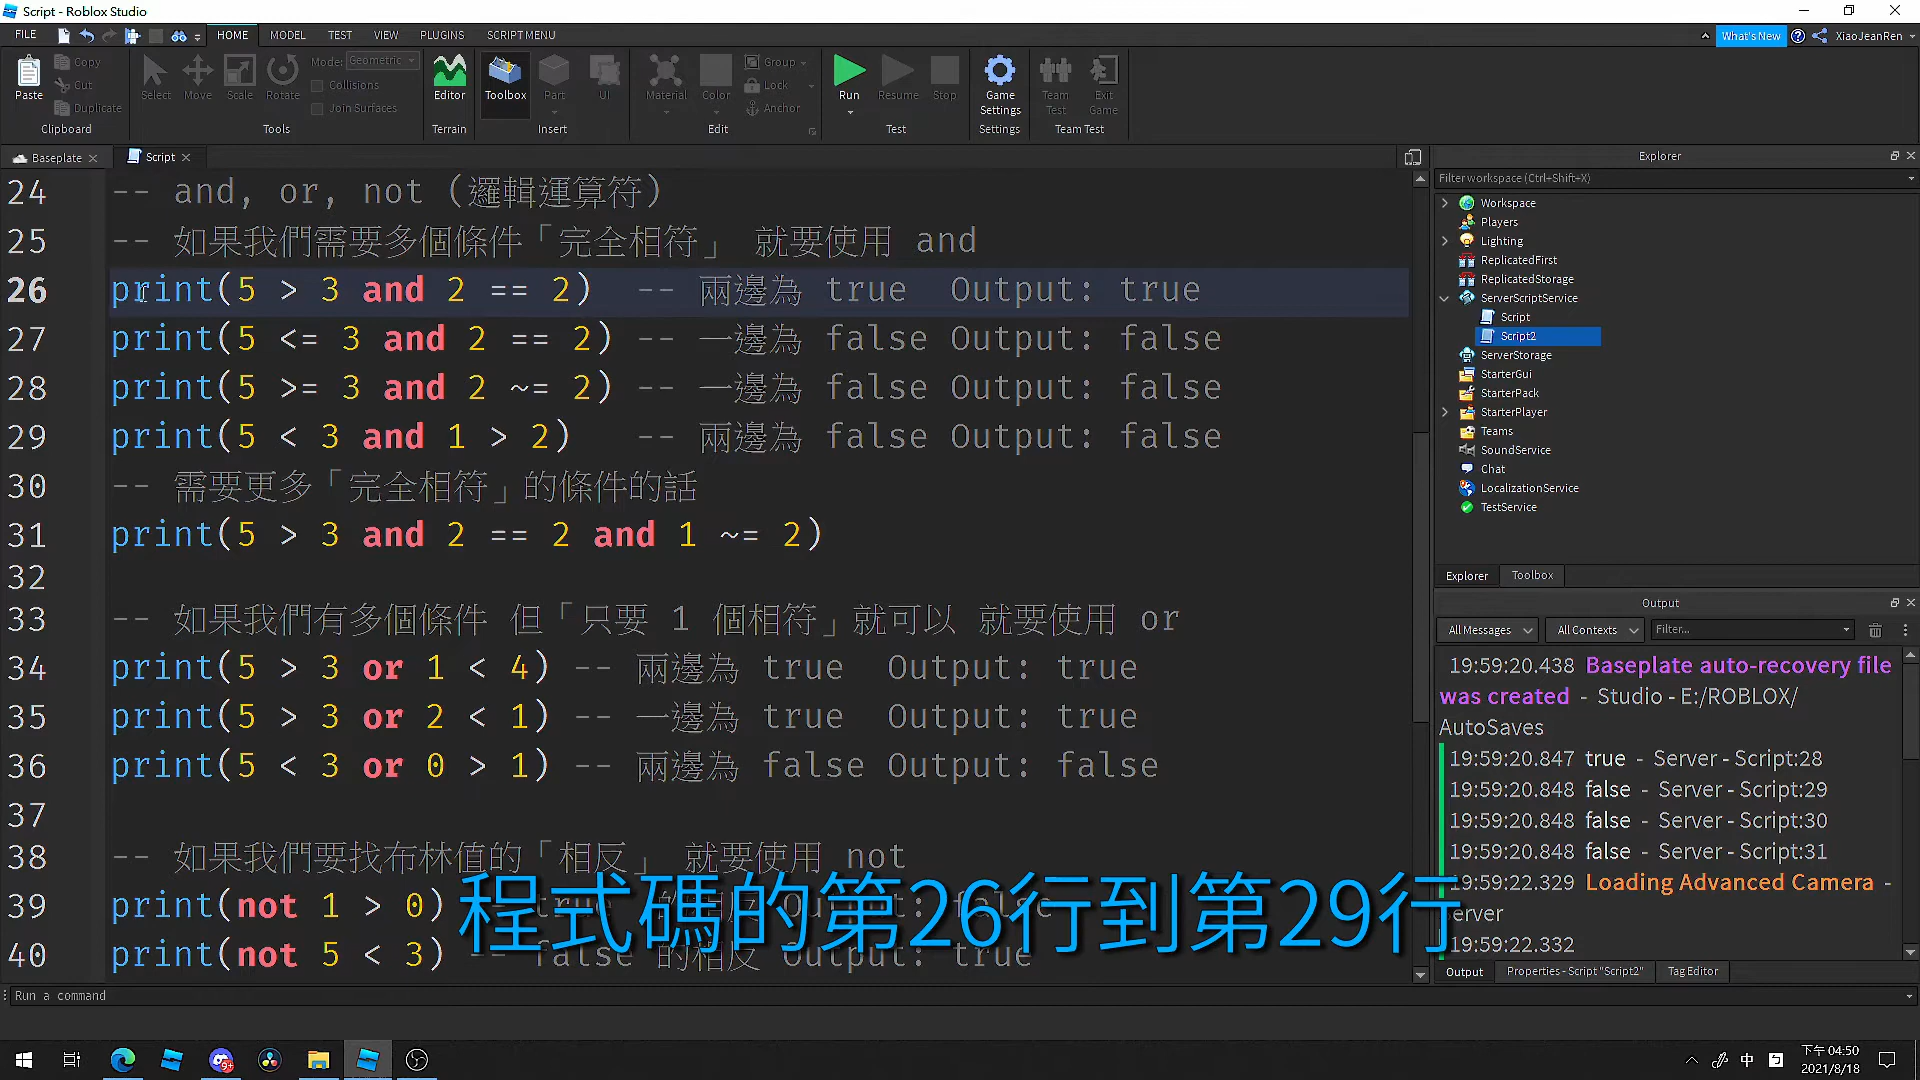 Script - Roblox Studio
FILE HOME MODEL TEST VIEW PLUGINS SCRIPT MENU What's New XiaoJeanRen
Paste Copy Cut Duplicate Clipboard
Select Move Scale Rotate Mode: Geometric Collisions Join Surfaces Tools
Editor Terrain
Toolbox Part UI Insert
Material Color Group Lock Anchor Edit
Run Resume Stop Test
Game Settings Settings
Team Test Exit Game Team Test
Baseplate Script
24 -- and, or, not (邏輯運算符)
25 -- 如果我們需要多個條件「完全相符」 就要使用 and
26 print(5 > 3 and 2 == 2) -- 兩邊為 true Output: true
27 print(5 <= 3 and 2 == 2) -- 一邊為 false Output: false
28 print(5 >= 3 and 2 ~= 2) -- 一邊為 false Output: false
29 print(5 < 3 and 1 > 2) -- 兩邊為 false Output: false
30 -- 需要更多「完全相符」的條件的話
31 print(5 > 3 and 2 == 2 and 1 ~= 2)
32
33 -- 如果我們有多個條件 但「只要 1 個相符」就可以 就要使用 or
34 print(5 > 3 or 1 < 4) -- 兩邊為 true Output: true
35 print(5 > 3 or 2 < 1) -- 一邊為 true Output: true
36 print(5 < 3 or 0 > 1) -- 兩邊為 false Output: false
37
38 -- 如果我們要找布林值的「相反」 就要使用 not
39 print(not 1 > 0)
40 print(not 5 < 3) -- false 的相反 Output: true
程式碼的第26行到第29行
Explorer
Filter workspace (Ctrl+Shift+X)
Workspace
Players
Lighting
ReplicatedFirst
ReplicatedStorage
ServerScriptService
Script
Script2
ServerStorage
StarterGui
StarterPack
StarterPlayer
Teams
SoundService
Chat
LocalizationService
TestService
Explorer Toolbox
Output
All Messages All Contexts Filter...
19:59:20.438 Baseplate auto-recovery file
was created - Studio - E:/ROBLOX/
AutoSaves
19:59:20.847 true - Server - Script:28
19:59:20.848 false - Server - Script:29
19:59:20.848 false - Server - Script:30
19:59:20.848 false - Server - Script:31
19:59:22.329 Loading Advanced Camera -
19:59:22.332
Output Properties - Script "Script2" Tag Editor
Run a command
9+
中
下午 04:50
2021/8/18